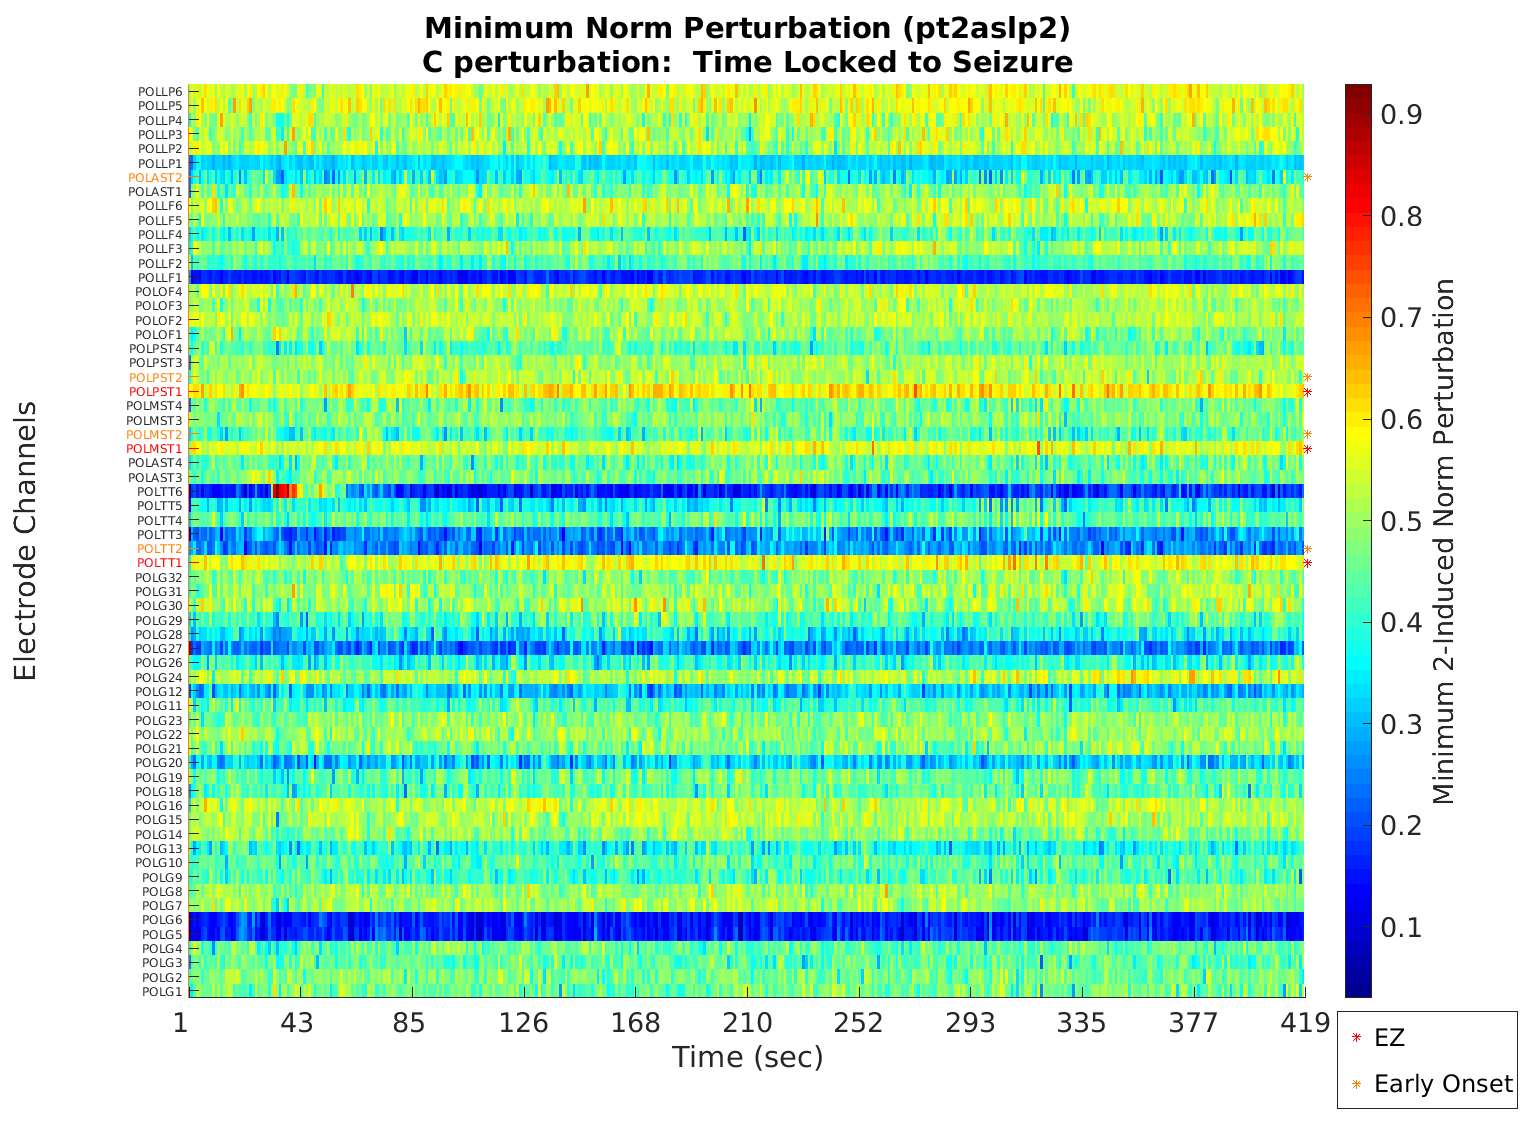 Minimum Norm Perturbation (pt2aslp2)
C perturbation:  Time Locked to Seizure
Electrode Channels
POLLP6
POLLP5
POLLP4
POLLP3
POLLP2
POLLP1
POLAST2
POLAST1
POLLF6
POLLF5
POLLF4
POLLF3
POLLF2
POLLF1
POLOF4
POLOF3
POLOF2
POLOF1
POLPST4
POLPST3
POLPST2
POLPST1
POLMST4
POLMST3
POLMST2
POLMST1
POLAST4
POLAST3
POLTT6
POLTT5
POLTT4
POLTT3
POLTT2
POLTT1
POLG32
POLG31
POLG30
POLG29
POLG28
POLG27
POLG26
POLG24
POLG12
POLG11
POLG23
POLG22
POLG21
POLG20
POLG19
POLG18
POLG16
POLG15
POLG14
POLG13
POLG10
POLG9
POLG8
POLG7
POLG6
POLG5
POLG4
POLG3
POLG2
POLG1
1 43 85 126 168 210 252 293 335 377 419
Time (sec)
0.9
0.8
0.7
0.6
0.5
0.4
0.3
0.2
0.1
Minimum 2-Induced Norm Perturbation
EZ
Early Onset